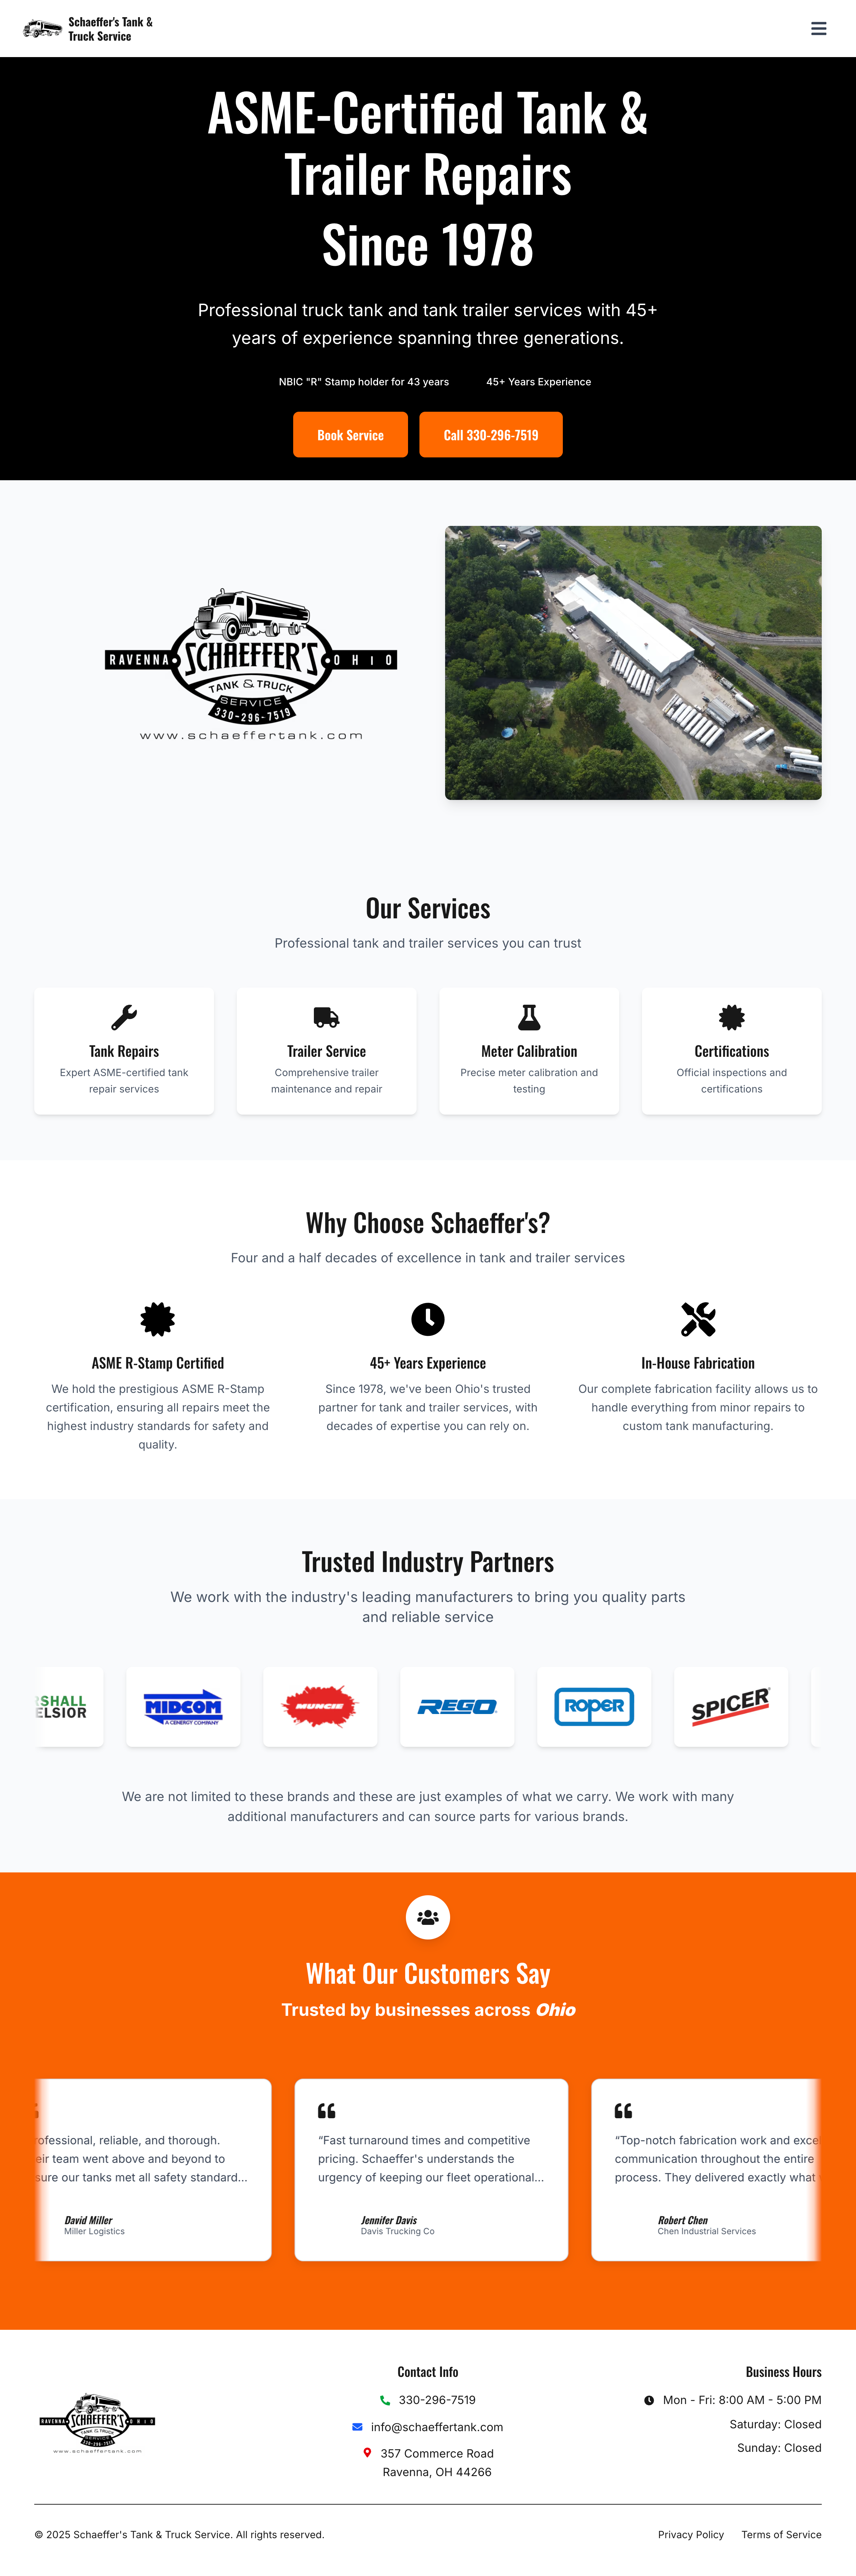 Schaeffer's Tank &
Truck Service
ASME-Certified Tank &
Trailer Repairs
Since 1978
Professional truck tank and tank trailer services with 45+
years of experience spanning three generations.
NBIC "R" Stamp holder for 43 years
45+ Years Experience
Book Service
Call 330-296-7519
RAVENNA OHIO
SCHAEFFER'S
TANK & TRUCK
SERVICE
330-296-7519
www.schaeffertank.com
Our Services
Professional tank and trailer services you can trust
Tank Repairs
Expert ASME-certified tank
repair services
Trailer Service
Comprehensive trailer
maintenance and repair
Meter Calibration
Precise meter calibration and
testing
Certifications
Official inspections and
certifications
Why Choose Schaeffer's?
Four and a half decades of excellence in tank and trailer services
ASME R-Stamp Certified
We hold the prestigious ASME R-Stamp
certification, ensuring all repairs meet the
highest industry standards for safety and
quality.
45+ Years Experience
Since 1978, we've been Ohio's trusted
partner for tank and trailer services, with
decades of expertise you can rely on.
In-House Fabrication
Our complete fabrication facility allows us to
handle everything from minor repairs to
custom tank manufacturing.
Trusted Industry Partners
We work with the industry's leading manufacturers to bring you quality parts
and reliable service
SHALL
ELSIOR
MIDCOM
A CENERGY COMPANY
MUNCIE
REGO
ROPER
SPICER
We are not limited to these brands and these are just examples of what we carry. We work with many
additional manufacturers and can source parts for various brands.
What Our Customers Say
Trusted by businesses across Ohio
rofessional, reliable, and thorough.
eir team went above and beyond to
sure our tanks met all safety standard...
David Miller
Miller Logistics
“Fast turnaround times and competitive
pricing. Schaeffer's understands the
urgency of keeping our fleet operational...
Jennifer Davis
Davis Trucking Co
“Top-notch fabrication work and excel
communication throughout the entire
process. They delivered exactly what
Robert Chen
Chen Industrial Services
RAVENNA OHIO
SCHAEFFER'S
TANK & TRUCK
SERVICE
330-296-7519
www.schaeffertank.com
Contact Info
330-296-7519
info@schaeffertank.com
357 Commerce Road
Ravenna, OH 44266
Business Hours
Mon - Fri: 8:00 AM - 5:00 PM
Saturday: Closed
Sunday: Closed
© 2025 Schaeffer's Tank & Truck Service. All rights reserved.
Privacy Policy
Terms of Service